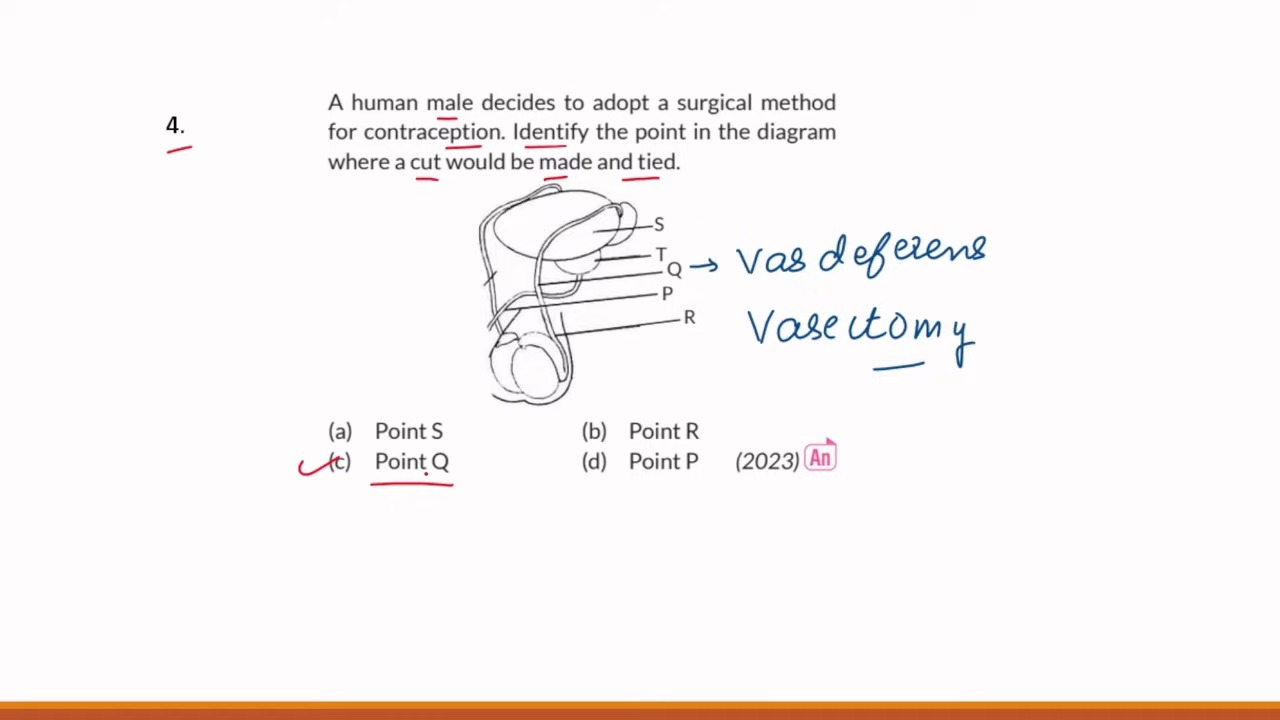 4.
A human male decides to adopt a surgical method
for contraception. Identify the point in the diagram
where a cut would be made and tied.
S
T
Q → Vas deferens
P
R
Vasectomy
(a) Point S (b) Point R
(c) Point Q (d) Point P (2023) An